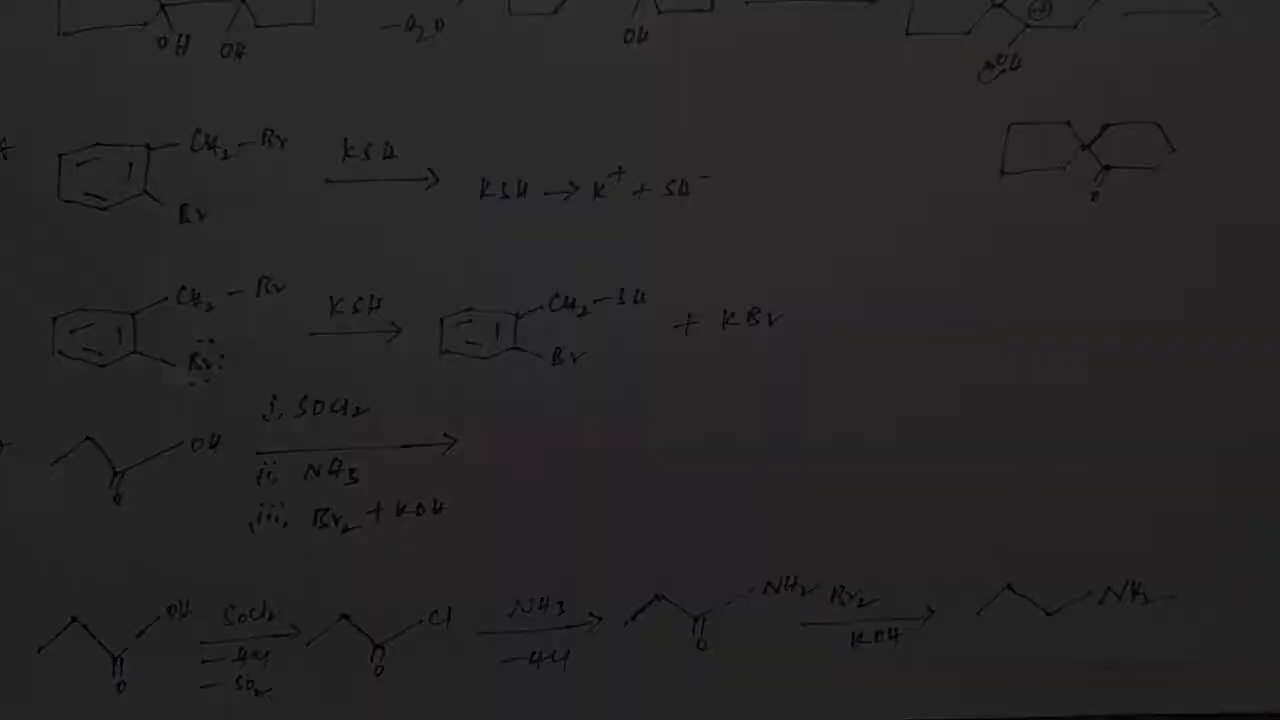 OH OH -H2O OH ⊕ OH
CH2-Br KSH
KSH → K+ + SH-
Br
O
CH2-Br KSH CH2-SH + KBr
Br: Br
i, SOCl2
OH
O
ii, NH3
iii, Br2 + KOH
OH SOCl2 Cl NH3 NH2 Br2 NH2
O O -HCl O KOH
-HCl
-SO2